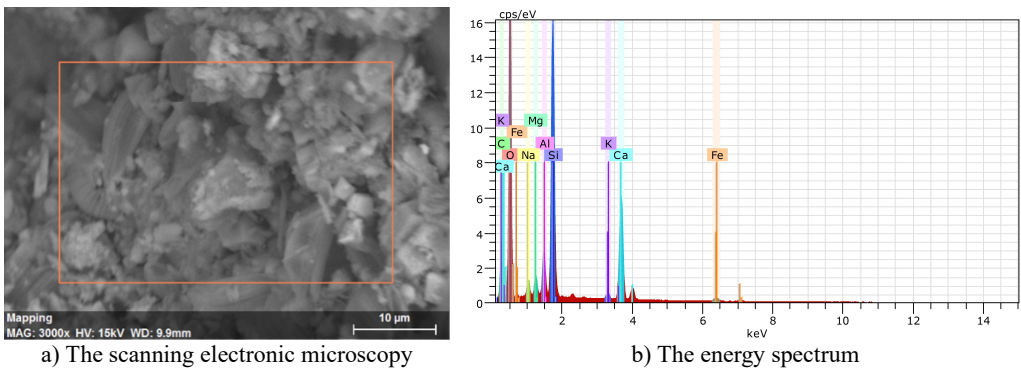 Mapping
MAG: 3000x HV: 15kV WD: 9.9mm
10 µm
a) The scanning electronic microscopy
cps/eV
16
14
12
10
8
6
4
2
0
K
Fe
C
O
Ca
Na
Mg
Al
Si
K
Ca
Fe
2 4 6 8 10 12 14
keV
b) The energy spectrum